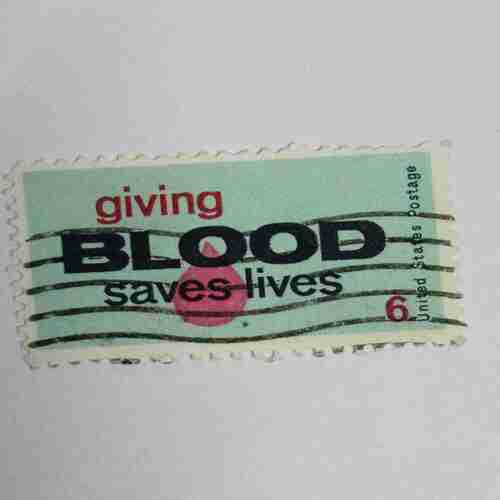 giving
BLOOD
saves lives
6
United States Postage